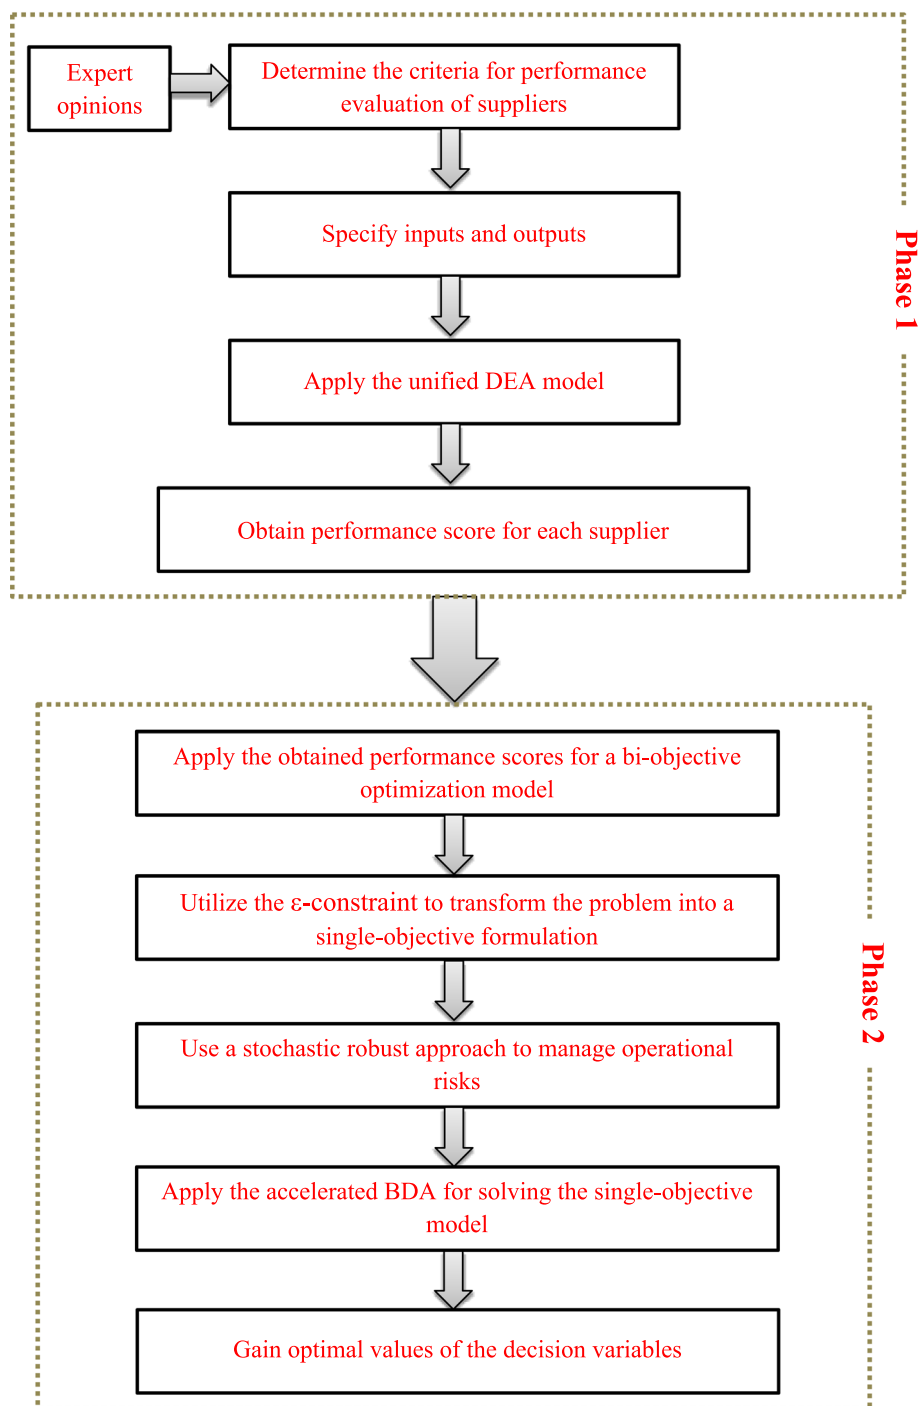 Expert
opinions
Determine the criteria for performance
evaluation of suppliers
Specify inputs and outputs
Apply the unified DEA model
Obtain performance score for each supplier
Phase 1
Apply the obtained performance scores for a bi-objective
optimization model
Utilize the ε-constraint to transform the problem into a
single-objective formulation
Use a stochastic robust approach to manage operational
risks
Apply the accelerated BDA for solving the single-objective
model
Gain optimal values of the decision variables
Phase 2